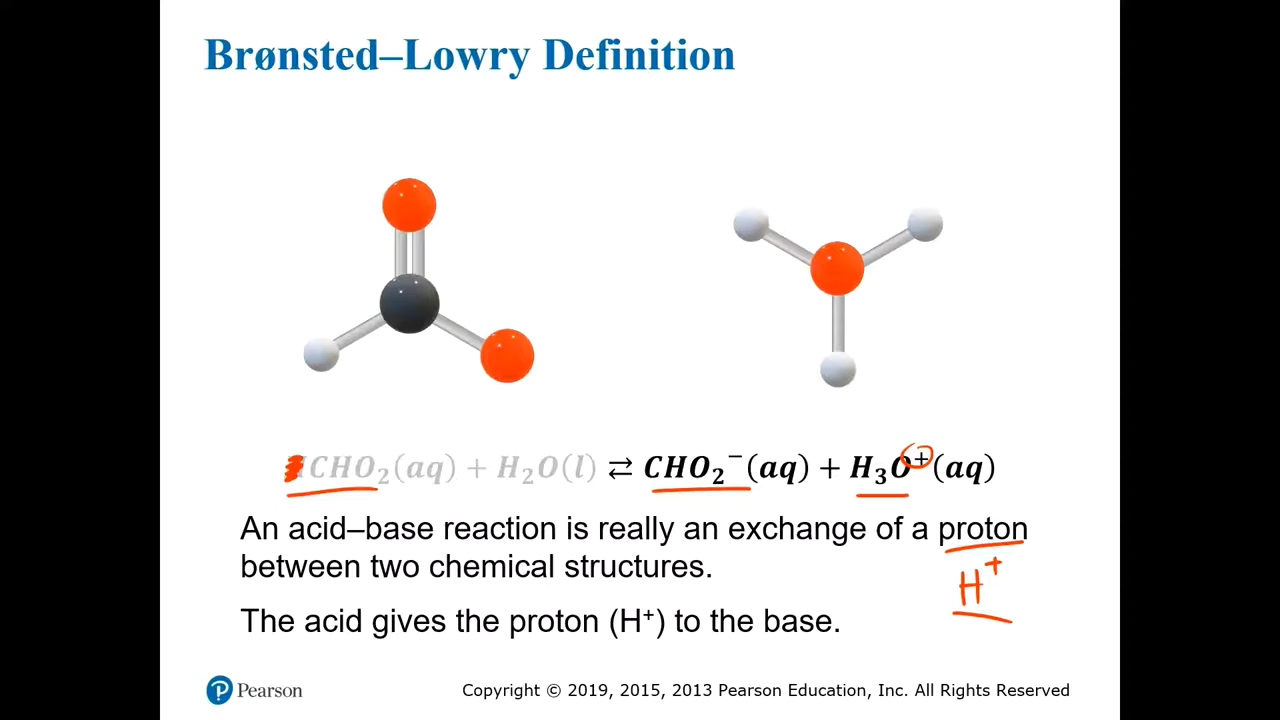 Brønsted–Lowry Definition
HCHO₂(aq) + H₂O(l) ⇄ CHO₂⁻(aq) + H₃O⁺(aq)
An acid–base reaction is really an exchange of a proton
between two chemical structures.
H⁺
The acid gives the proton (H⁺) to the base.
Pearson
Copyright © 2019, 2015, 2013 Pearson Education, Inc. All Rights Reserved